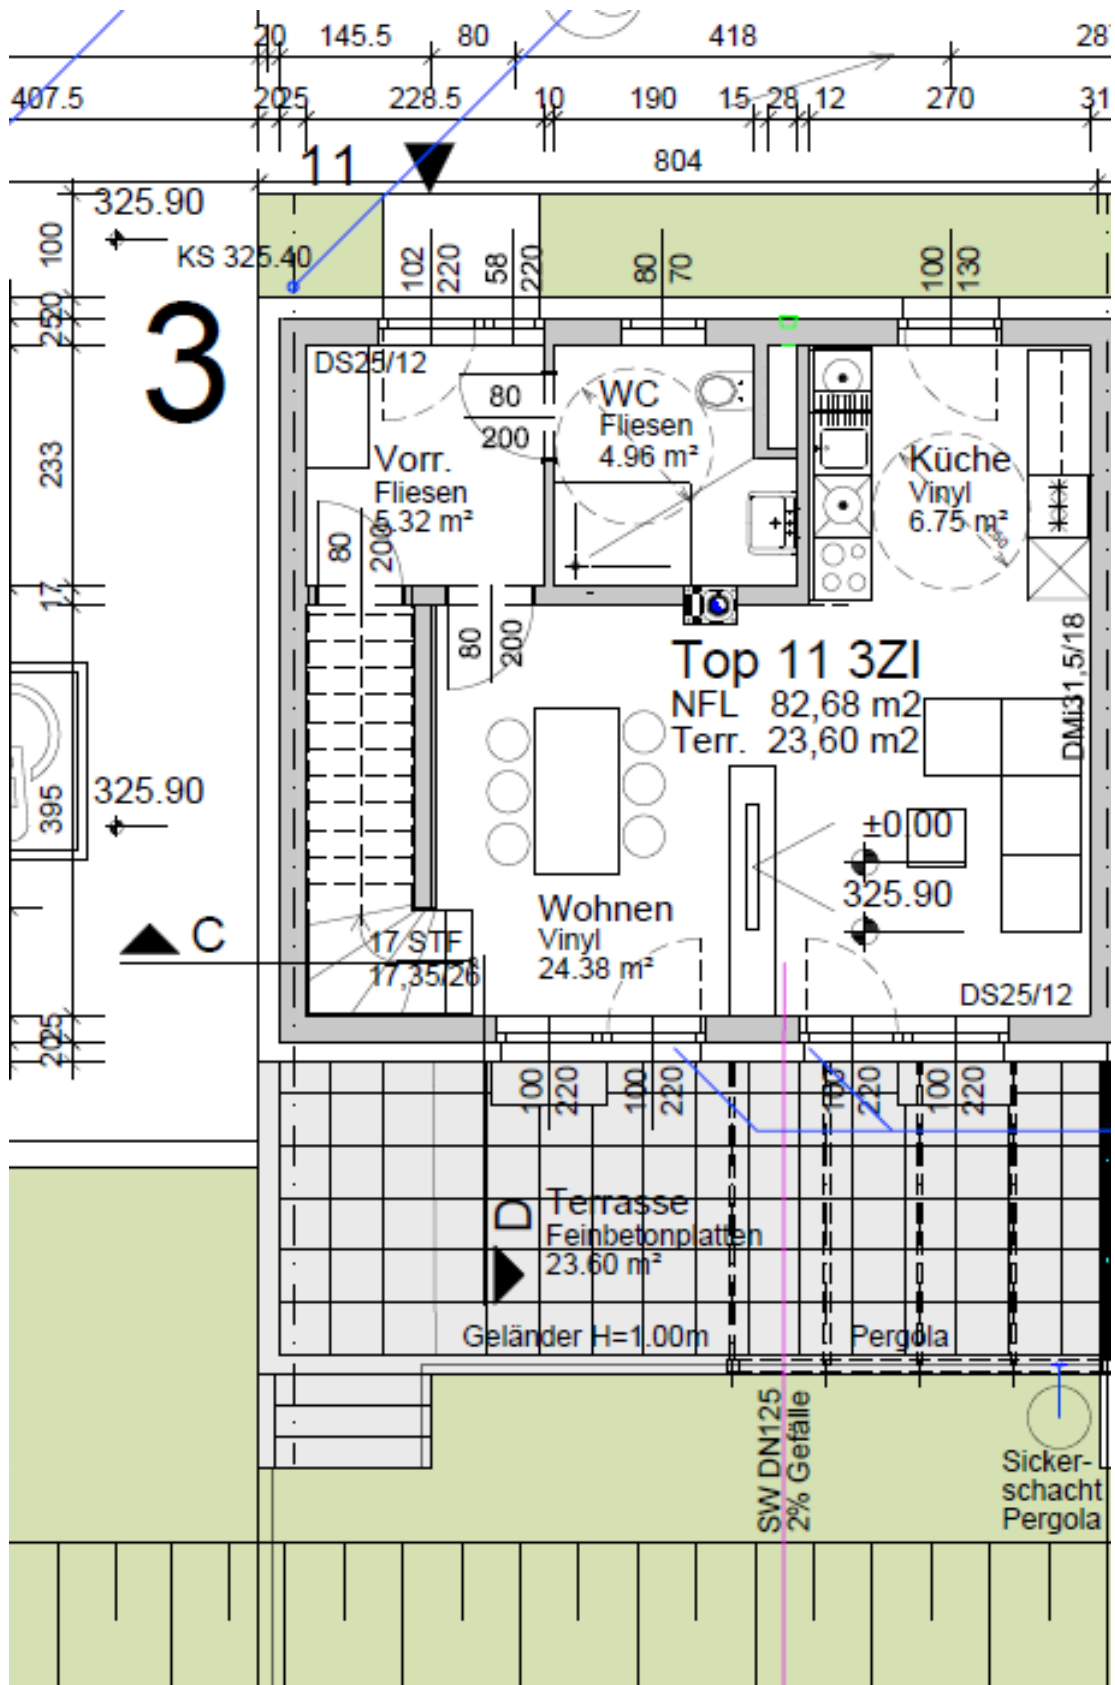 20 145.5 80 418 28
407.5 20 25 228.5 10 190 15 28 12 270 31
804
11
325.90
KS 325.40
100
102 220
58 220
80 70
100 130
25 20
3
DS25/12
80
200
WC
Fliesen
4.96 m²
Vorr.
Fliesen
5.32 m²
Küche
Vinyl
6.75 m²
233
80 200
17
80 200
Top 11 3ZI
NFL 82,68 m2
Terr. 23,60 m2
DMi31,5/18
325.90
395
±0.00
325.90
Wohnen
Vinyl
24.38 m²
C
17 STF
17,35/26
DS25/12
20 25
100 220
100 220
100 220
100 220
D
Terrasse
Feinbetonplatten
23.60 m²
Geländer H=1.00m
Pergola
SW DN125
2% Gefälle
Sicker-
schacht
Pergola